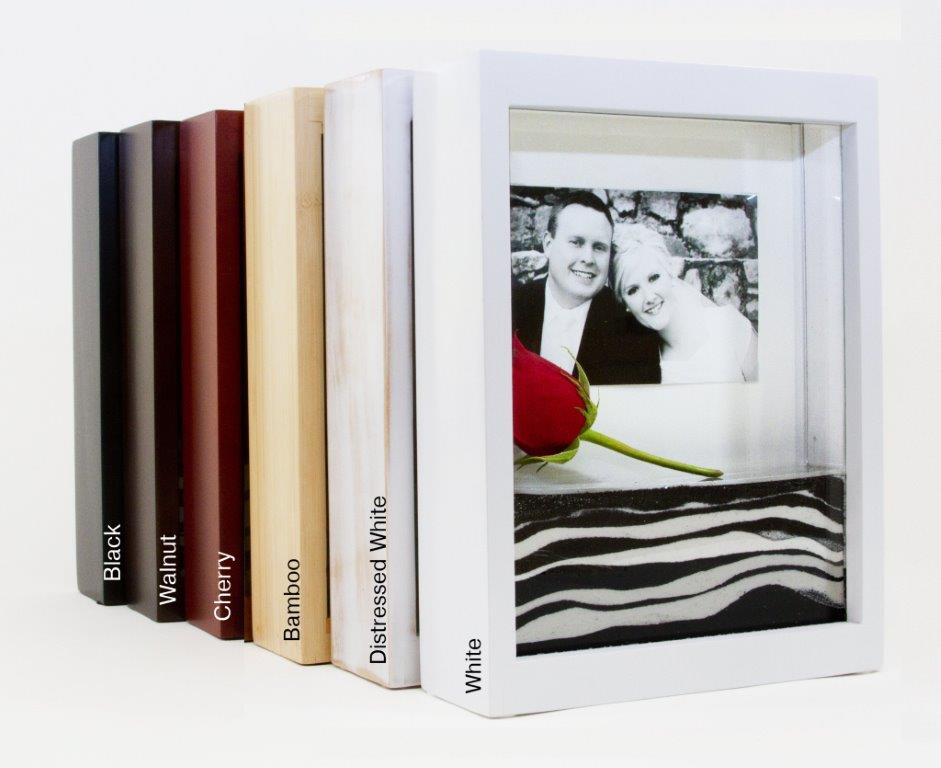 Black
Walnut
Cherry
Bamboo
Distressed White
White